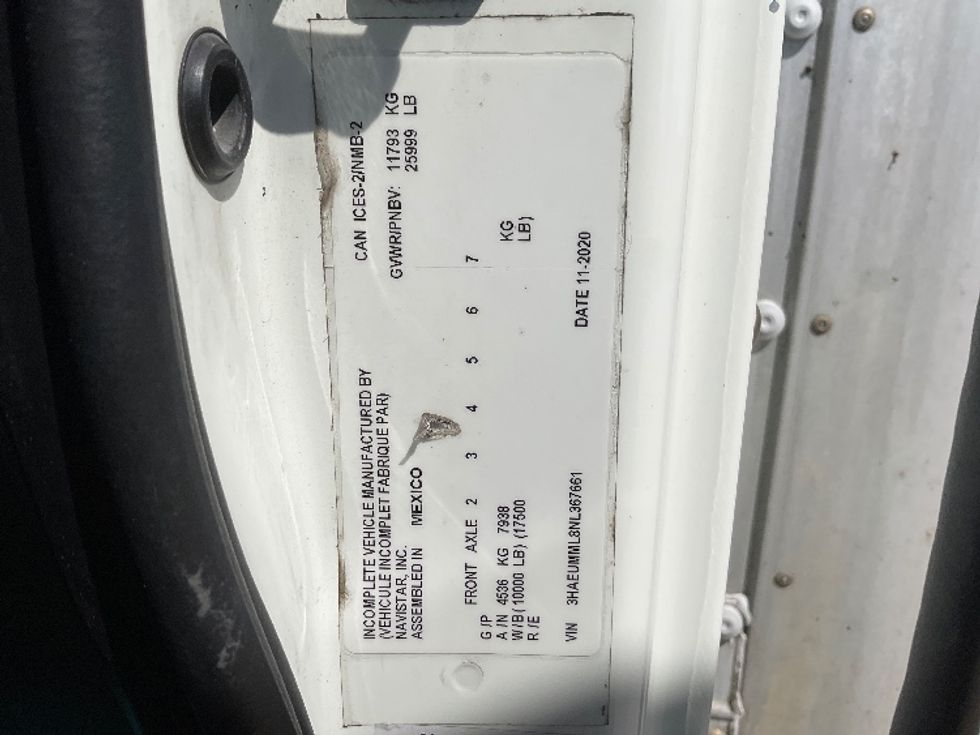 INCOMPLETE VEHICLE MANUFACTURED BY
(VEHICULE INCOMPLET FABRIQUE PAR)
NAVISTAR, INC.
ASSEMBLED IN MEXICO
CAN ICES-2/NMB-2
GVWR/PNBV: 11793 KG
25999 LB
FRONT AXLE 2 3 4 5 6 7
G /P
A /N 4536 KG 7938 KG
W/B ( 10000 LB) (17500 LB)
R /E
VIN 3HAEUMML8NL367661
DATE 11-2020